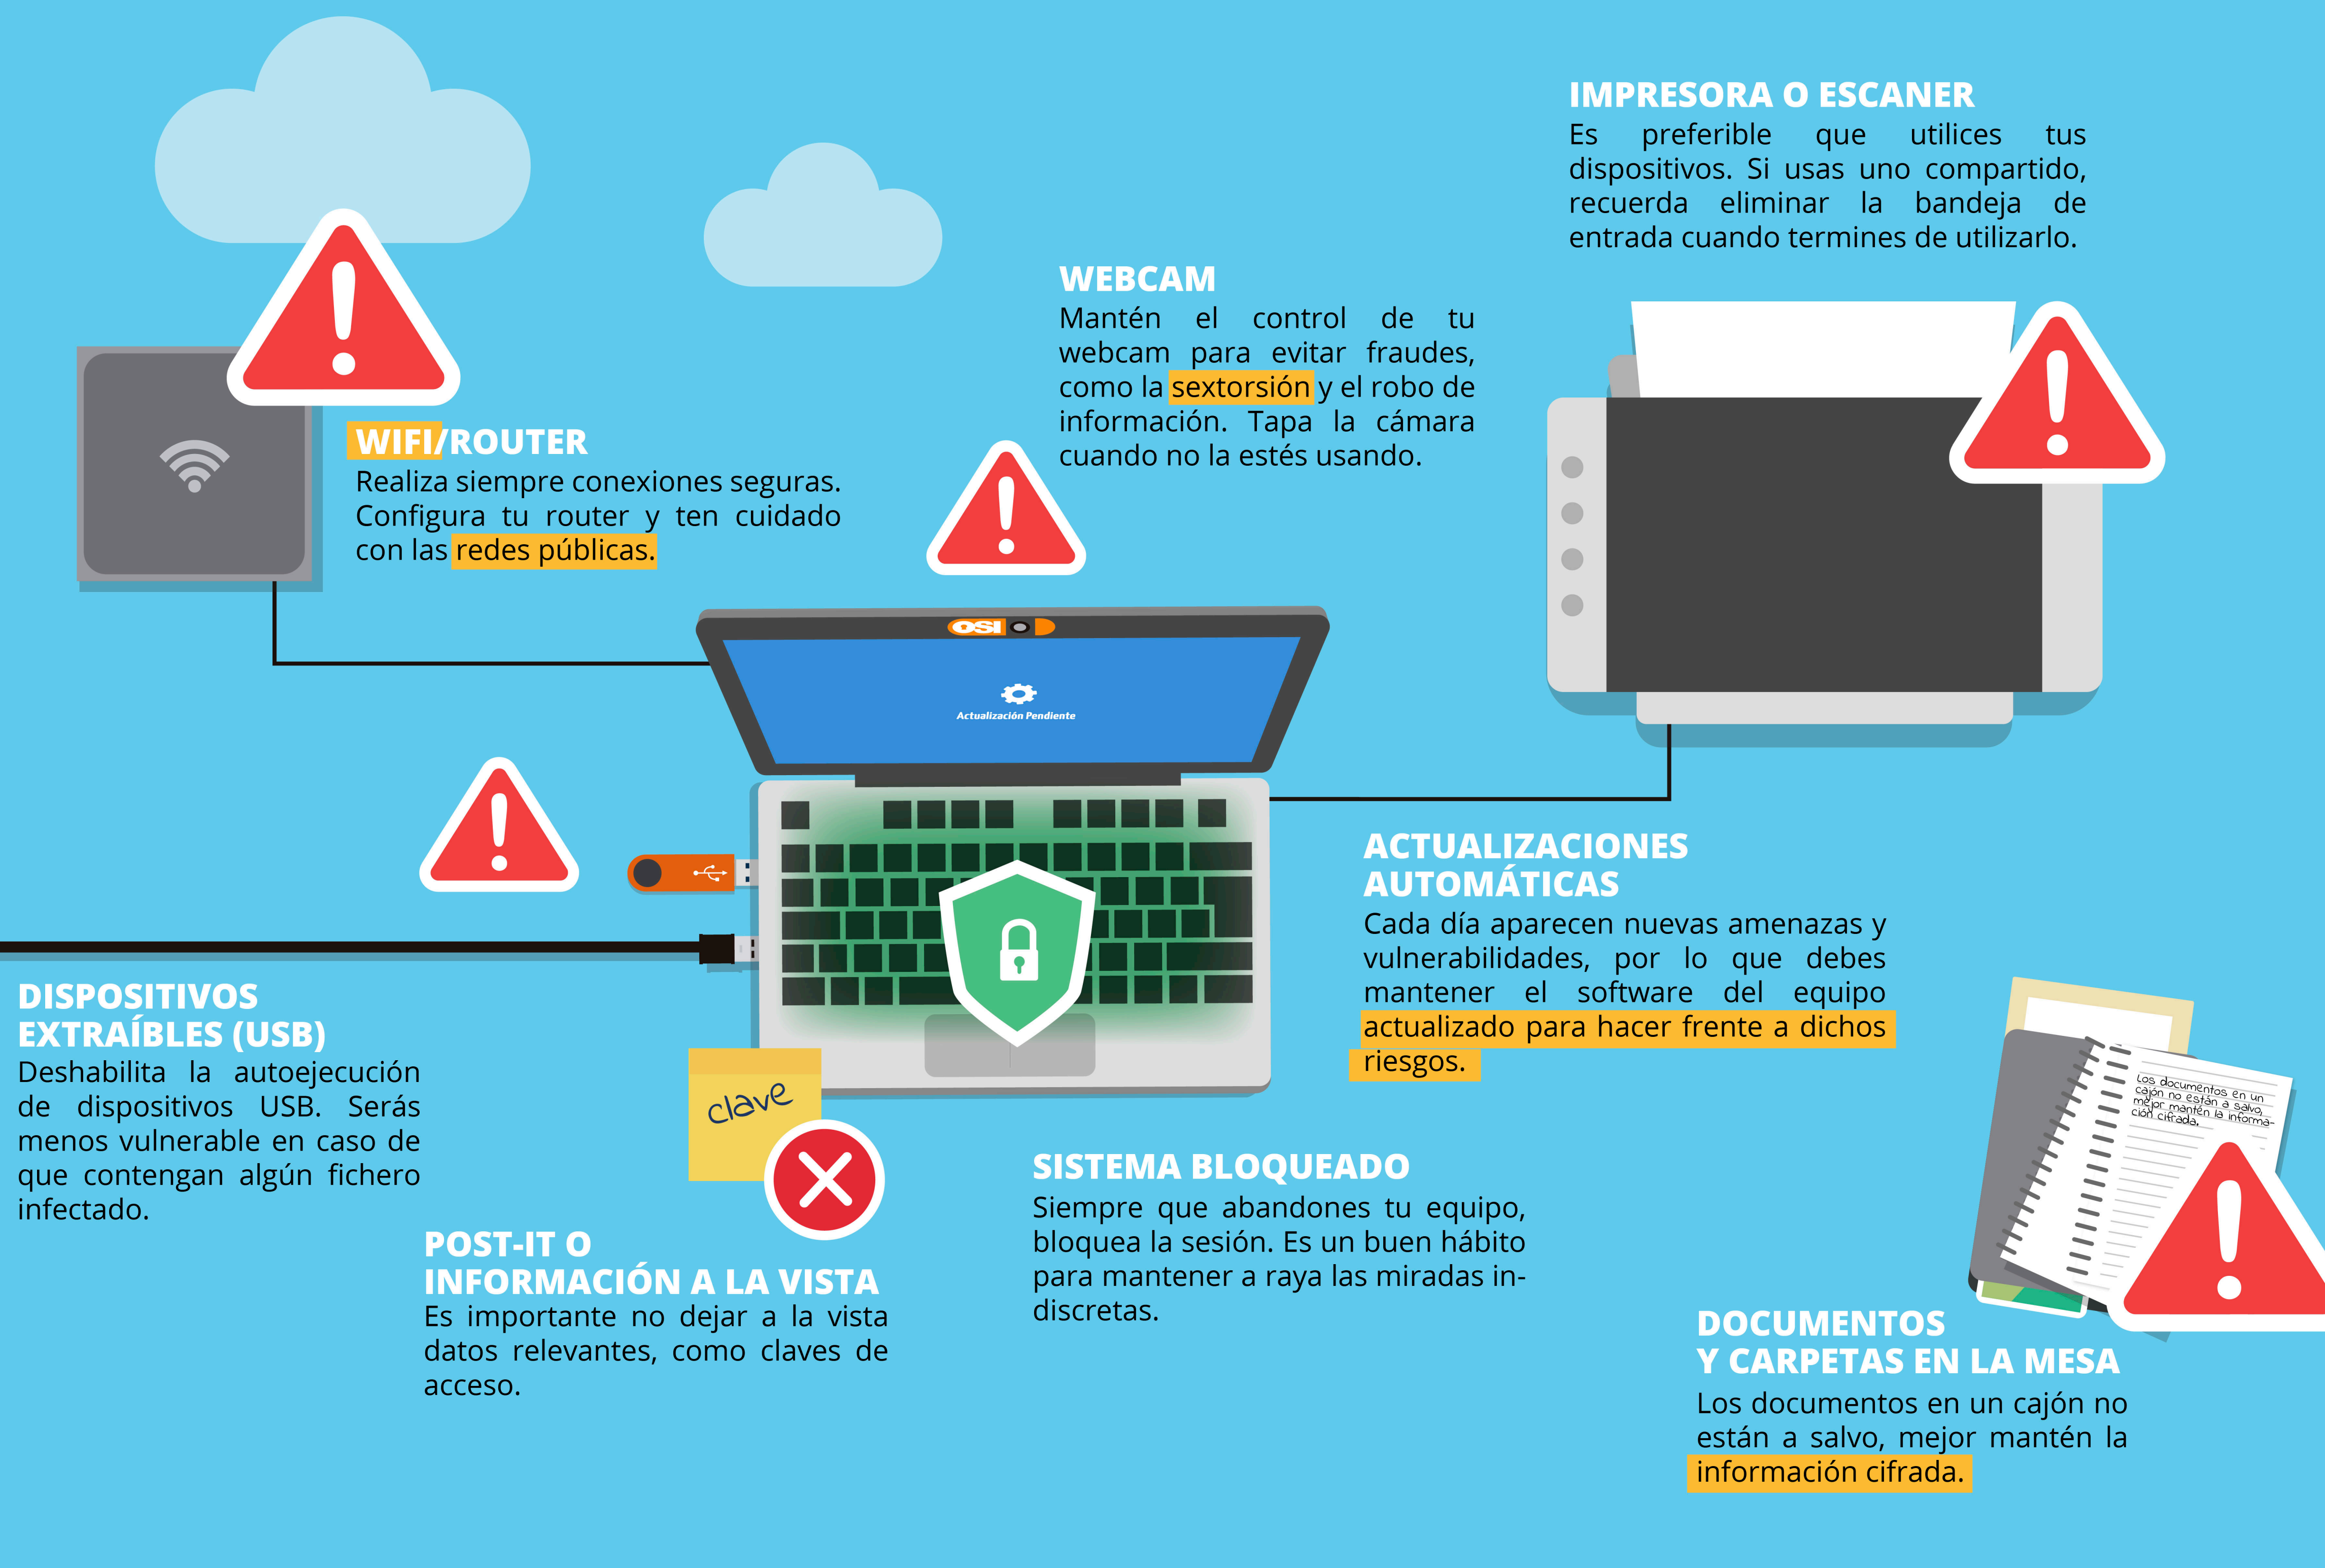 IMPRESORA O ESCANER
Es preferible que utilices tus
dispositivos. Si usas uno compartido,
recuerda eliminar la bandeja de
entrada cuando termines de utilizarlo.
WEBCAM
Mantén el control de tu
webcam para evitar fraudes,
como la sextorsión y el robo de
información. Tapa la cámara
cuando no la estés usando.
WIFI/ROUTER
Realiza siempre conexiones seguras.
Configura tu router y ten cuidado
con las redes públicas.
OSI
Actualización Pendiente
ACTUALIZACIONES
AUTOMÁTICAS
Cada día aparecen nuevas amenazas y
vulnerabilidades, por lo que debes
mantener el software del equipo
actualizado para hacer frente a dichos
riesgos.
DISPOSITIVOS
EXTRAÍBLES (USB)
Deshabilita la autoejecución
de dispositivos USB. Serás
menos vulnerable en caso de
que contengan algún fichero
infectado.
clave
POST-IT O
INFORMACIÓN A LA VISTA
Es importante no dejar a la vista
datos relevantes, como claves de
acceso.
SISTEMA BLOQUEADO
Siempre que abandones tu equipo,
bloquea la sesión. Es un buen hábito
para mantener a raya las miradas in-
discretas.
Los documentos en un
cajón no están a salvo,
mejor mantén la informa-
ción cifrada.
DOCUMENTOS
Y CARPETAS EN LA MESA
Los documentos en un cajón no
están a salvo, mejor mantén la
información cifrada.